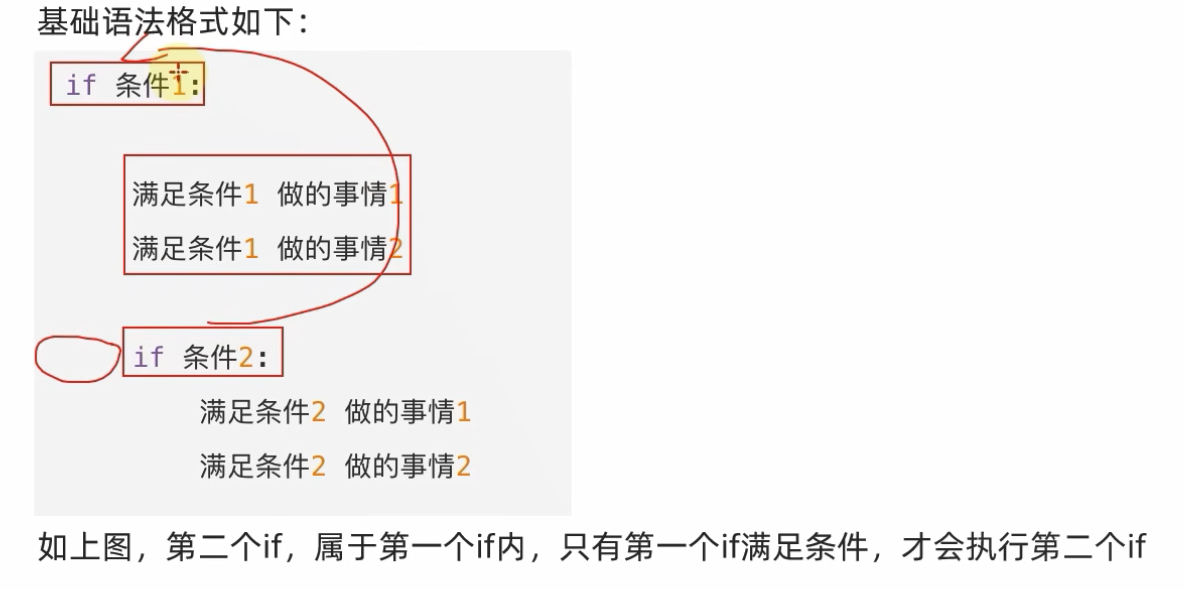 基础语法格式如下：
if 条件1:
满足条件1 做的事情1
满足条件1 做的事情2
if 条件2:
满足条件2 做的事情1
满足条件2 做的事情2
如上图，第二个if，属于第一个if内，只有第一个if满足条件，才会执行第二个if